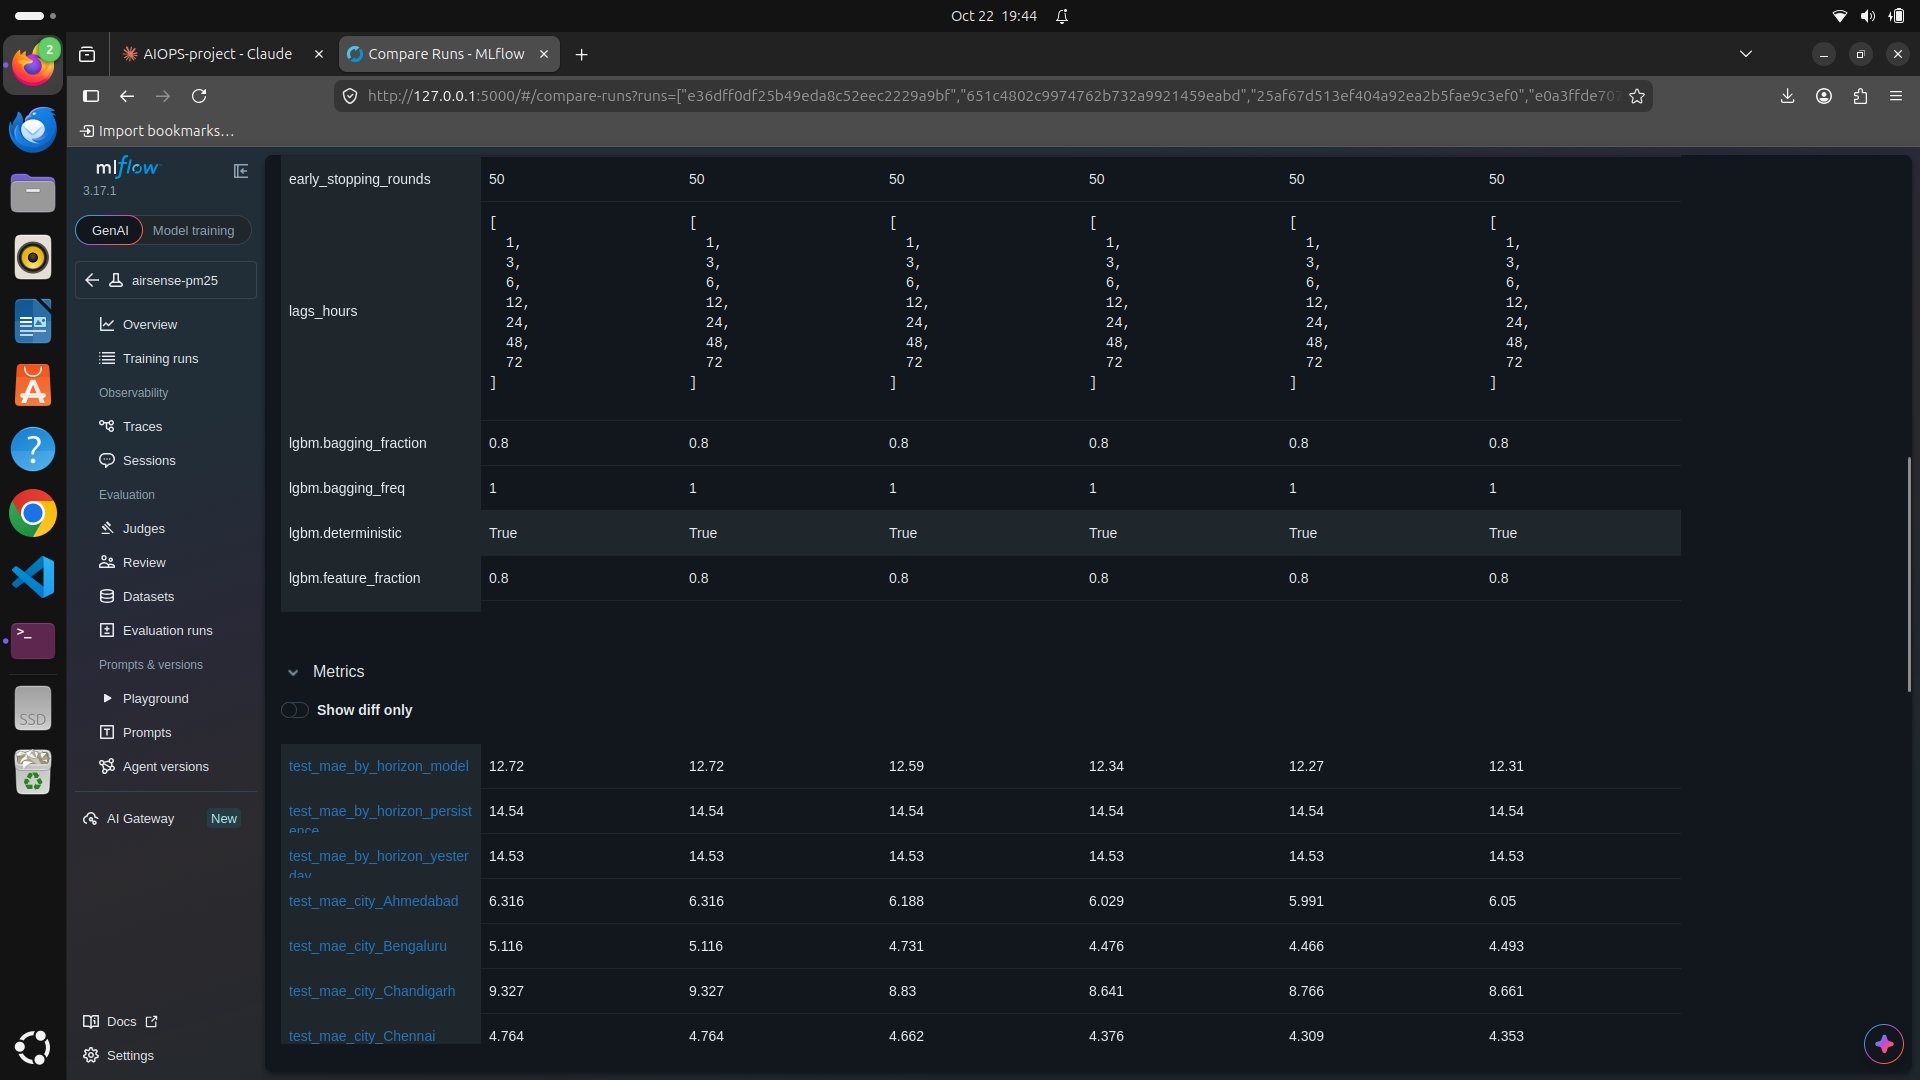 Oct 22 19:44
2
AIOPS-project - Claude
Compare Runs - MLflow
http://127.0.0.1:5000/#/compare-runs?runs=["e36dff0df25b49eda8c52eec2229a9bf","651c4802c9974762b732a9921459eabd","25af67d513ef404a92ea2b5fae9c3ef0","e0a3ffde707
Import bookmarks…
mlflow
3.17.1
GenAI Model training
airsense-pm25
Overview
Training runs
Observability
Traces
Sessions
Evaluation
Judges
Review
Datasets
Evaluation runs
Prompts & versions
Playground
Prompts
Agent versions
AI Gateway New
Docs
Settings
SSD
early_stopping_rounds 50 50 50 50 50 50
[ [ [ [ [ [
1, 1, 1, 1, 1, 1,
3, 3, 3, 3, 3, 3,
6, 6, 6, 6, 6, 6,
12, 12, 12, 12, 12, 12,
lags_hours
24, 24, 24, 24, 24, 24,
48, 48, 48, 48, 48, 48,
72 72 72 72 72 72
] ] ] ] ] ]
lgbm.bagging_fraction 0.8 0.8 0.8 0.8 0.8 0.8
lgbm.bagging_freq 1 1 1 1 1 1
lgbm.deterministic True True True True True True
lgbm.feature_fraction 0.8 0.8 0.8 0.8 0.8 0.8
Metrics
Show diff only
test_mae_by_horizon_model 12.72 12.72 12.59 12.34 12.27 12.31
test_mae_by_horizon_persist
ence 14.54 14.54 14.54 14.54 14.54 14.54
test_mae_by_horizon_yester
day 14.53 14.53 14.53 14.53 14.53 14.53
test_mae_city_Ahmedabad 6.316 6.316 6.188 6.029 5.991 6.05
test_mae_city_Bengaluru 5.116 5.116 4.731 4.476 4.466 4.493
test_mae_city_Chandigarh 9.327 9.327 8.83 8.641 8.766 8.661
test_mae_city_Chennai 4.764 4.764 4.662 4.376 4.309 4.353